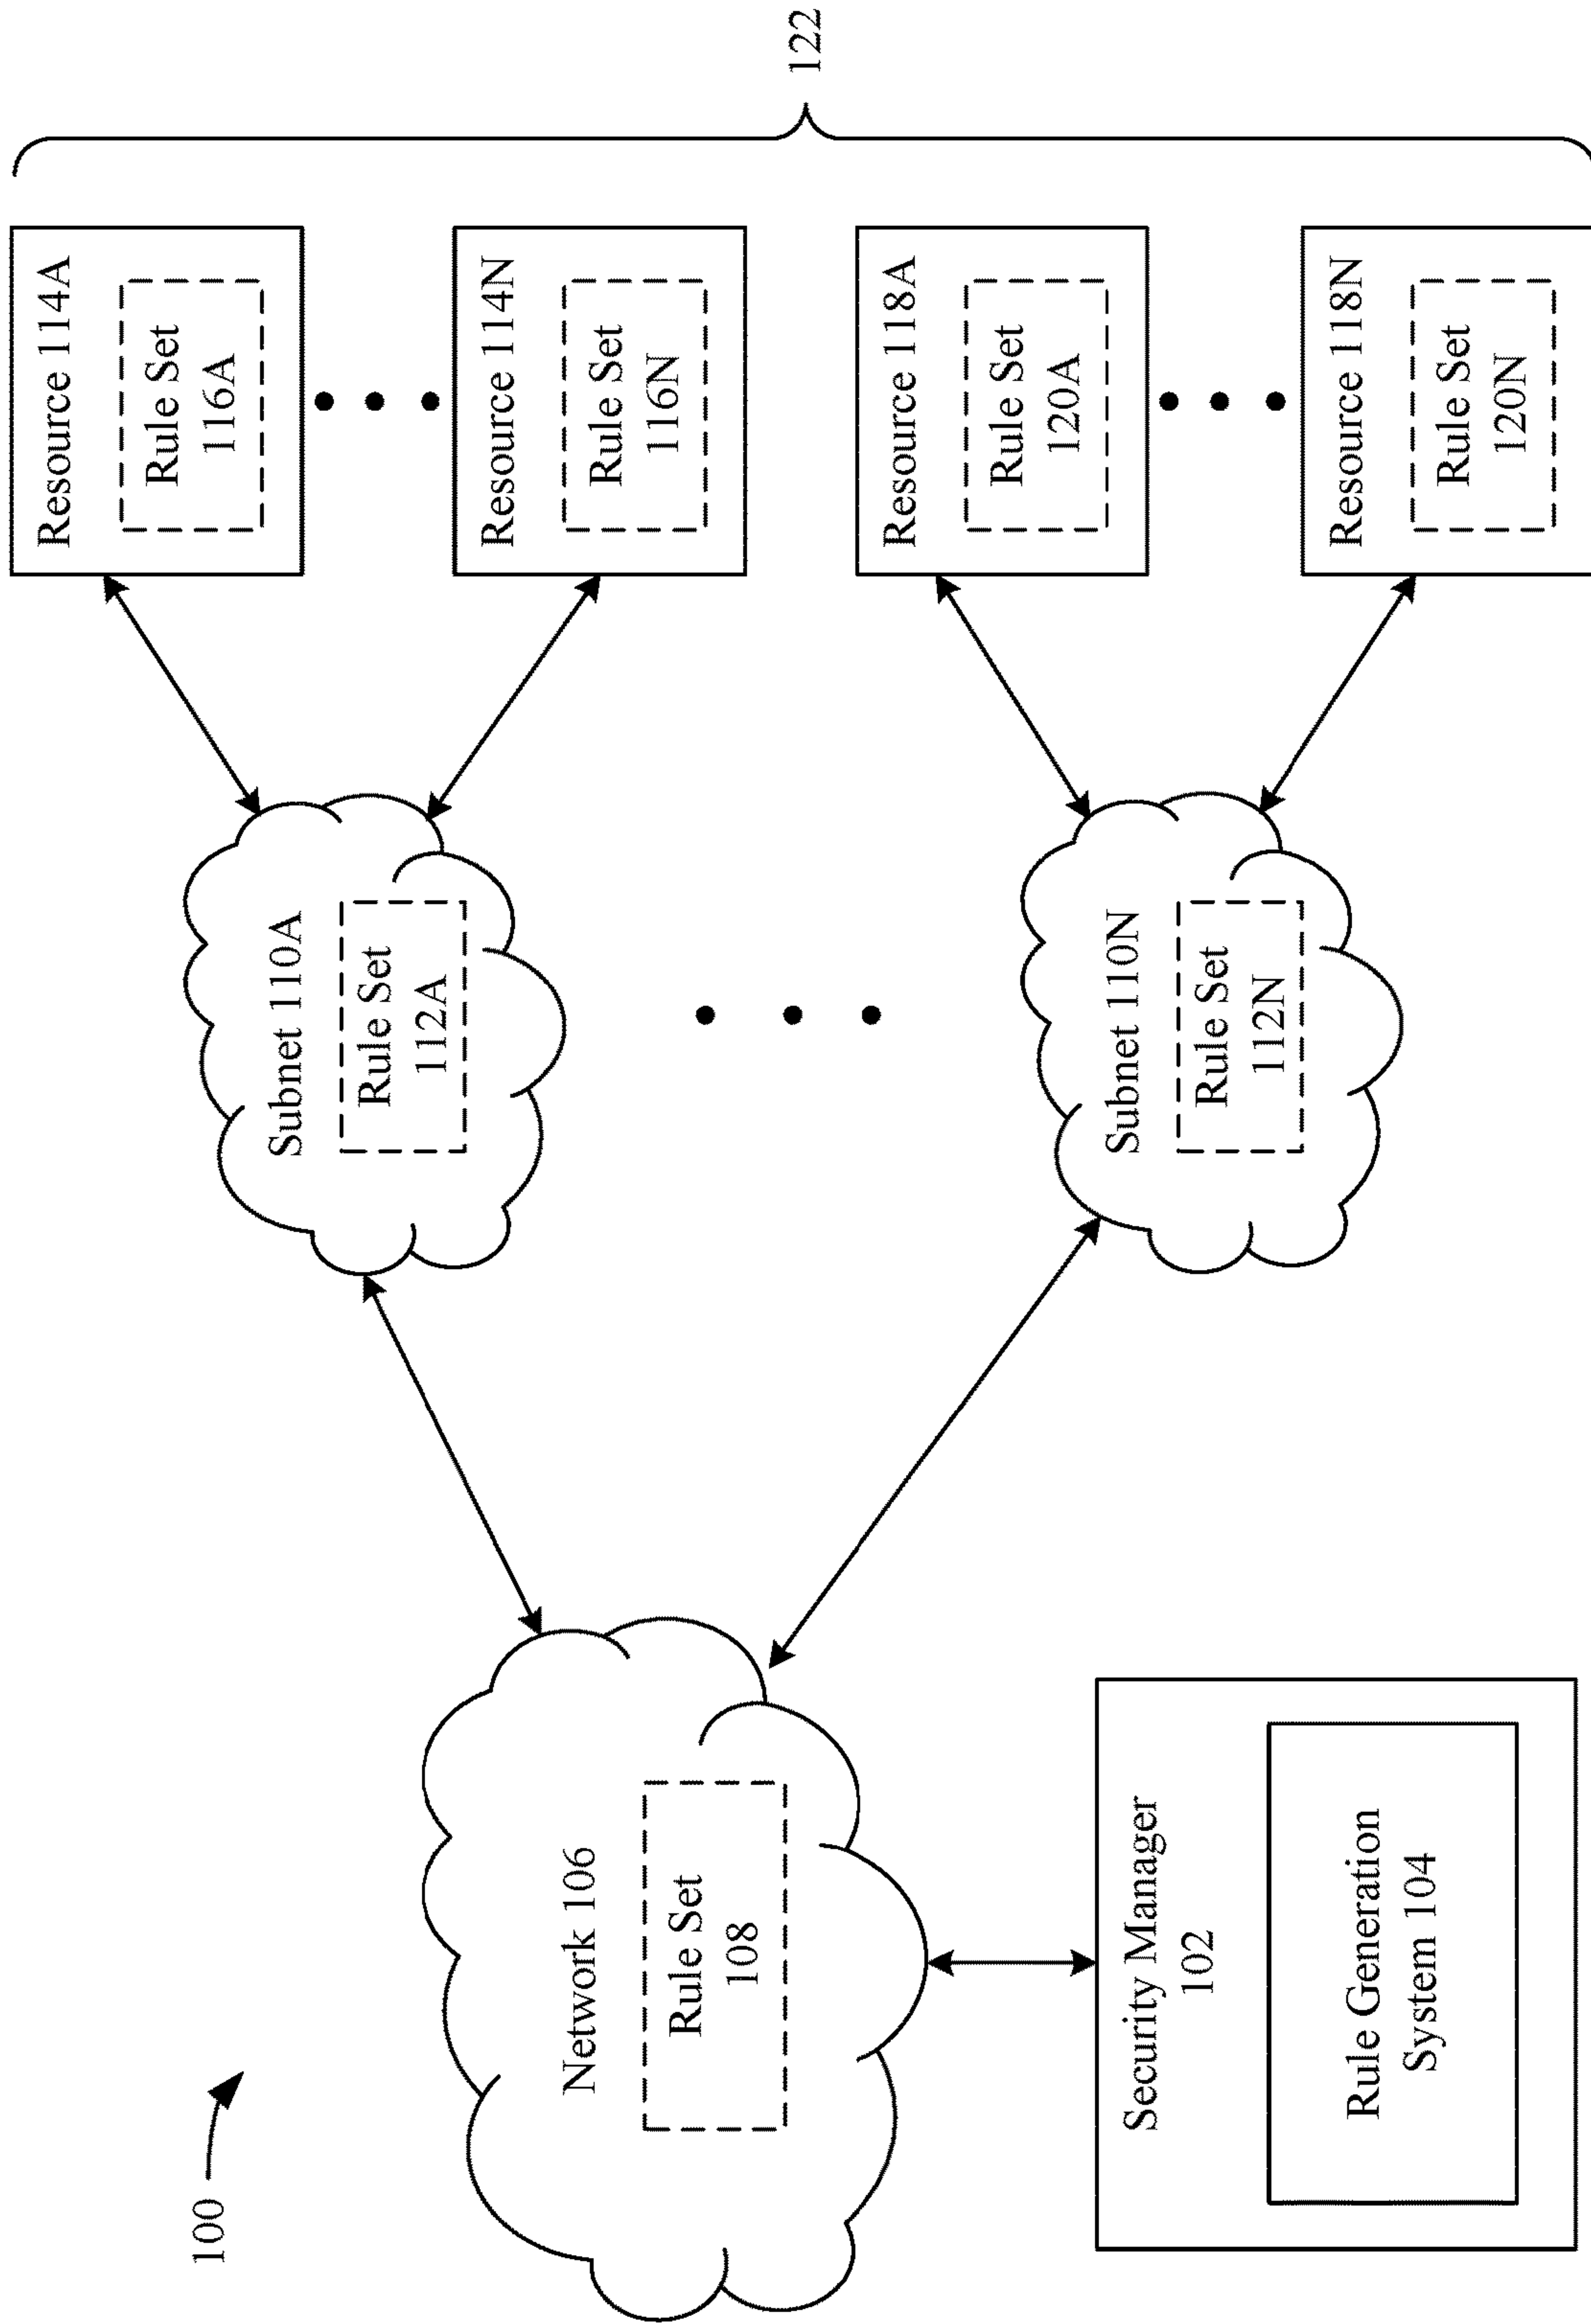 100
Network 106
Rule Set
108
Security Manager
102
Rule Generation
System 104
Subnet 110A
Rule Set
112A
Subnet 110N
Rule Set
112N
Resource 114A
Rule Set
116A
Resource 114N
Rule Set
116N
Resource 118A
Rule Set
120A
Resource 118N
Rule Set
120N
122